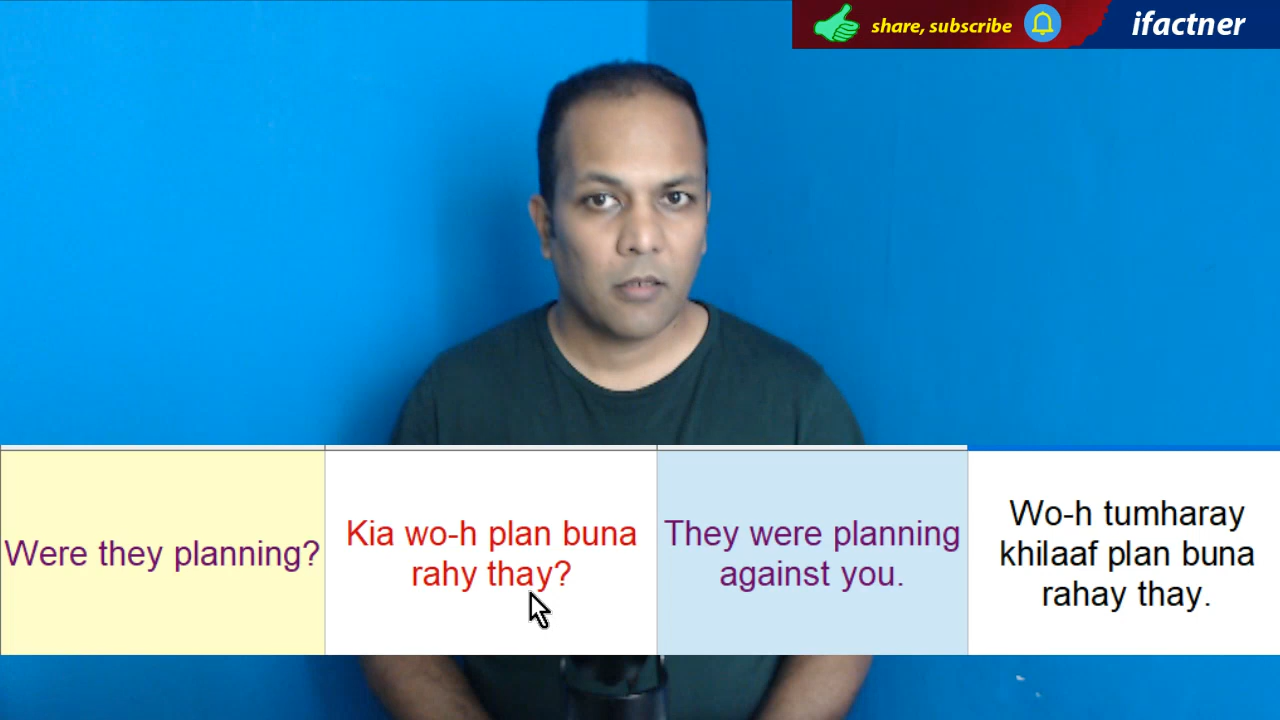 share, subscribe
ifactner
Were they planning?
Kia wo-h plan buna
rahy thay?
They were planning
against you.
Wo-h tumharay
khilaaf plan buna
rahay thay.